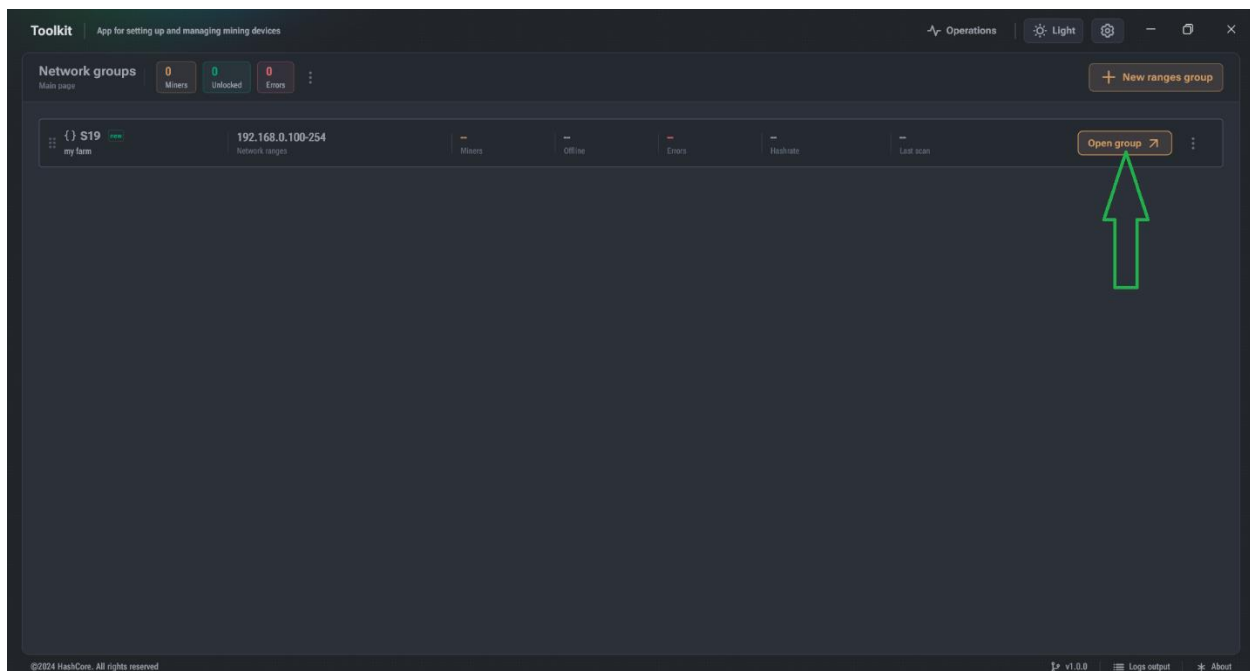 Toolkit App for setting up and managing mining devices Operations Light
Network groups 0 0 0 New ranges group
Main page Miners Unlocked Errors
{} S19 new 192.168.0.100-254 -- -- -- -- -- Open group
my farm Network ranges Miners Offline Errors Hashrate Last scan
©2024 HashCore. All rights reserved v1.0.0 Logs output About